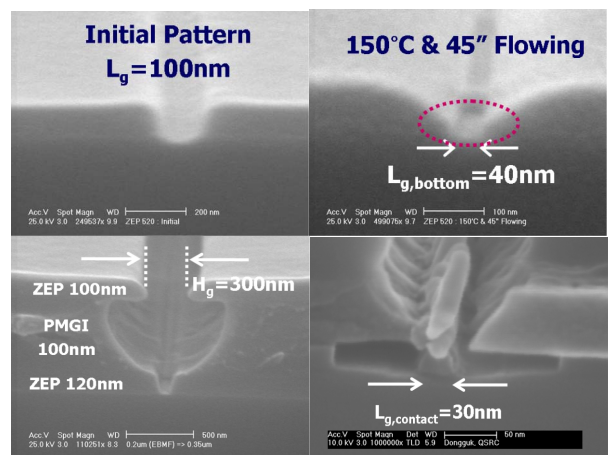 Initial Pattern
Lg=100nm
Acc.V Spot Magn WD 200 nm
25.0 kV 3.0 249537x 9.9 ZEP 520 : Initial
150°C & 45" Flowing
Lg,bottom=40nm
Acc.V Spot Magn WD 100 nm
25.0 kV 3.0 499075x 9.7 ZEP 520 : 150'C & 45" Flowing
ZEP 100nm
Hg=300nm
PMGI
100nm
ZEP 120nm
Acc.V Spot Magn WD 500 nm
25.0 kV 3.0 110251x 8.3 0.2um (EBMF) => 0.35um
Lg,contact=30nm
Acc.V Spot Magn Det WD 50 nm
10.0 kV 3.0 1000000x TLD 5.9 Dongguk, QSRC